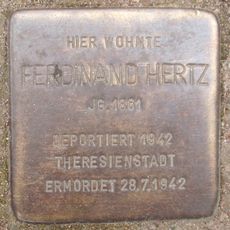 HIER WOHNTE
FERDINAND HERTZ
JG. 1861
DEPORTIERT 1942
THERESIENSTADT
ERMORDET 28.7.1942